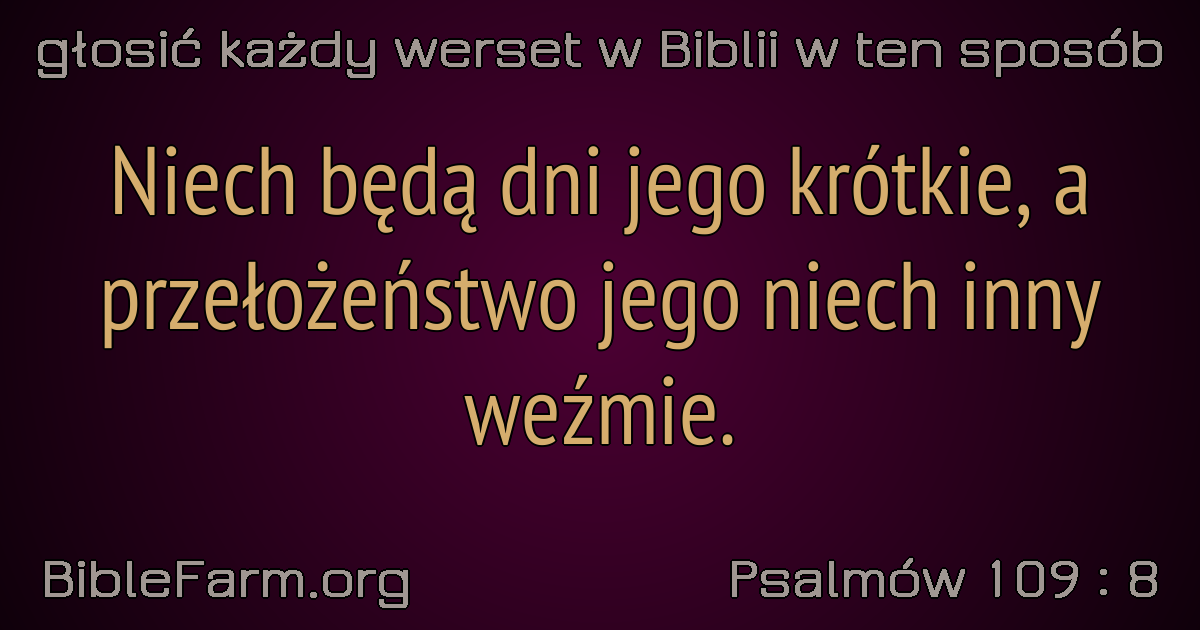 głosić każdy werset w Biblii w ten sposób
Niech będą dni jego krótkie, a
przełożeństwo jego niech inny
weźmie.
BibleFarm.org
Psalmów 109 : 8